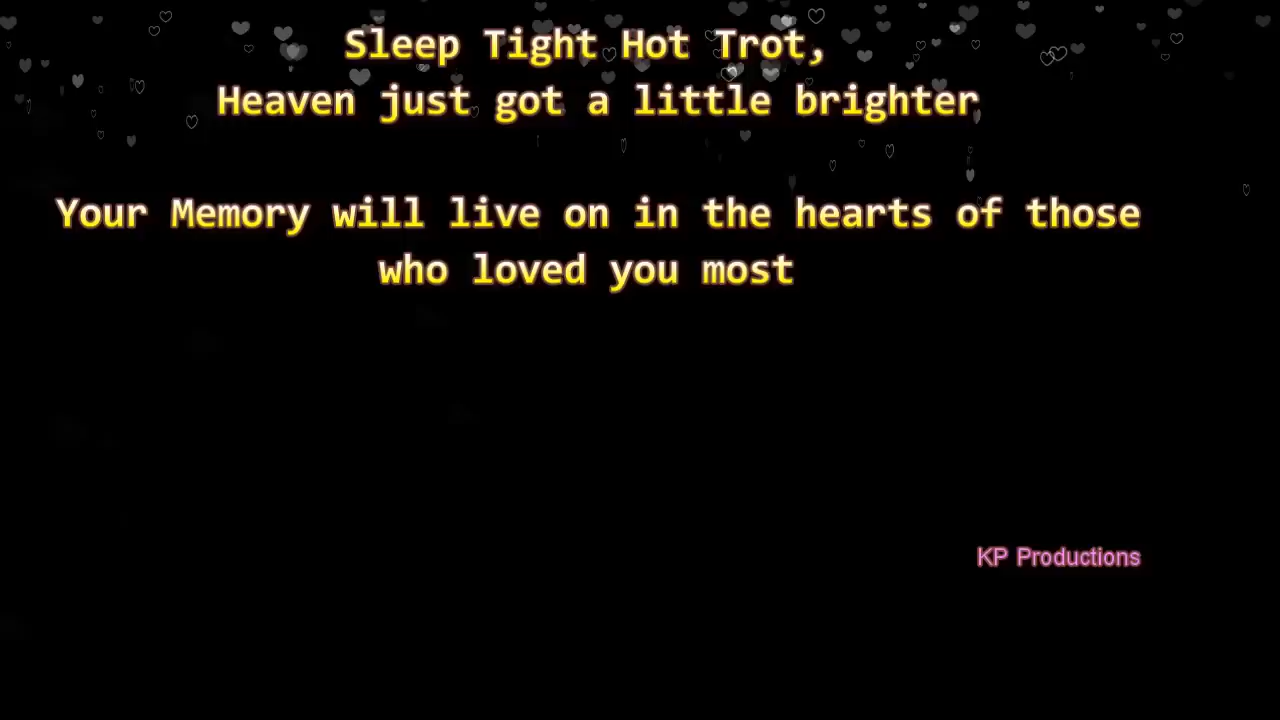 Sleep Tight Hot Trot,
Heaven just got a little brighter
Your Memory will live on in the hearts of those
who loved you most
KP Productions